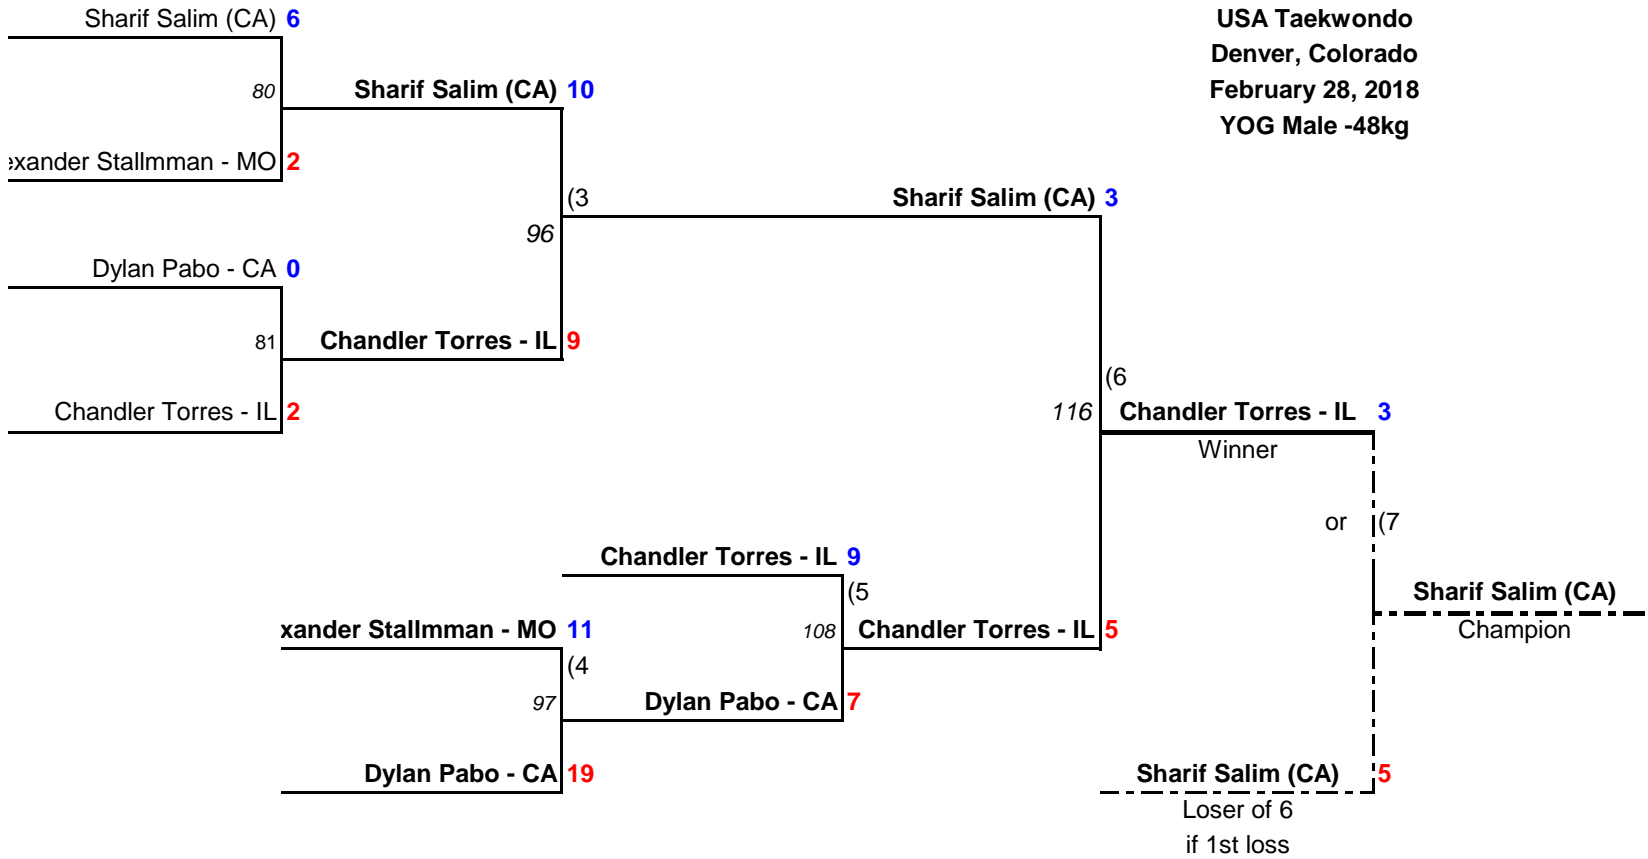 Sharif Salim (CA) 6
USA Taekwondo
Denver, Colorado
80
Sharif Salim (CA) 10
February 28, 2018
YOG Male -48kg
exander Stallmman - MO 2
(3
Sharif Salim (CA) 3
96
Dylan Pabo - CA 0
81
Chandler Torres - IL 9
(6
Chandler Torres - IL 2
116
Chandler Torres - IL 3
Winner
or
(7
Chandler Torres - IL 9
(5
Sharif Salim (CA)
xander Stallmman - MO 11
108
Chandler Torres - IL 5
Champion
(4
97
Dylan Pabo - CA 7
Dylan Pabo - CA 19
Sharif Salim (CA) 5
Loser of 6
if 1st loss